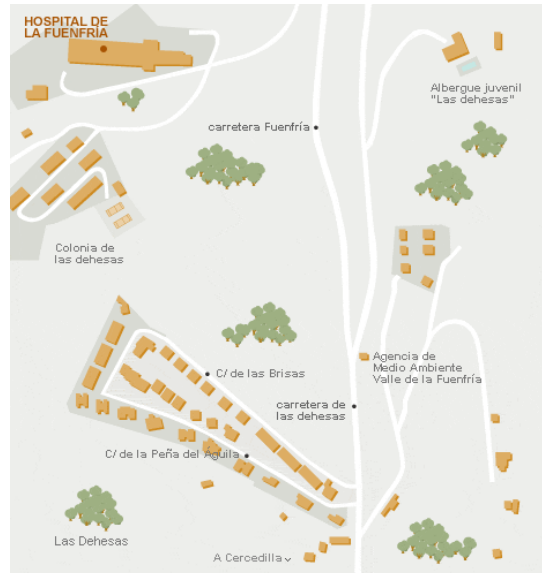 HOSPITAL DE
LA FUENFRÍA
Albergue juvenil
"Las dehesas"
carretera Fuenfría
Colonia de
las dehesas
Agencia de
Medio Ambiente
Valle de la Fuenfría
C/ de las Brisas
carretera de
las dehesas
C/ de la Peña del Aguila
Las Dehesas
A Cercedilla